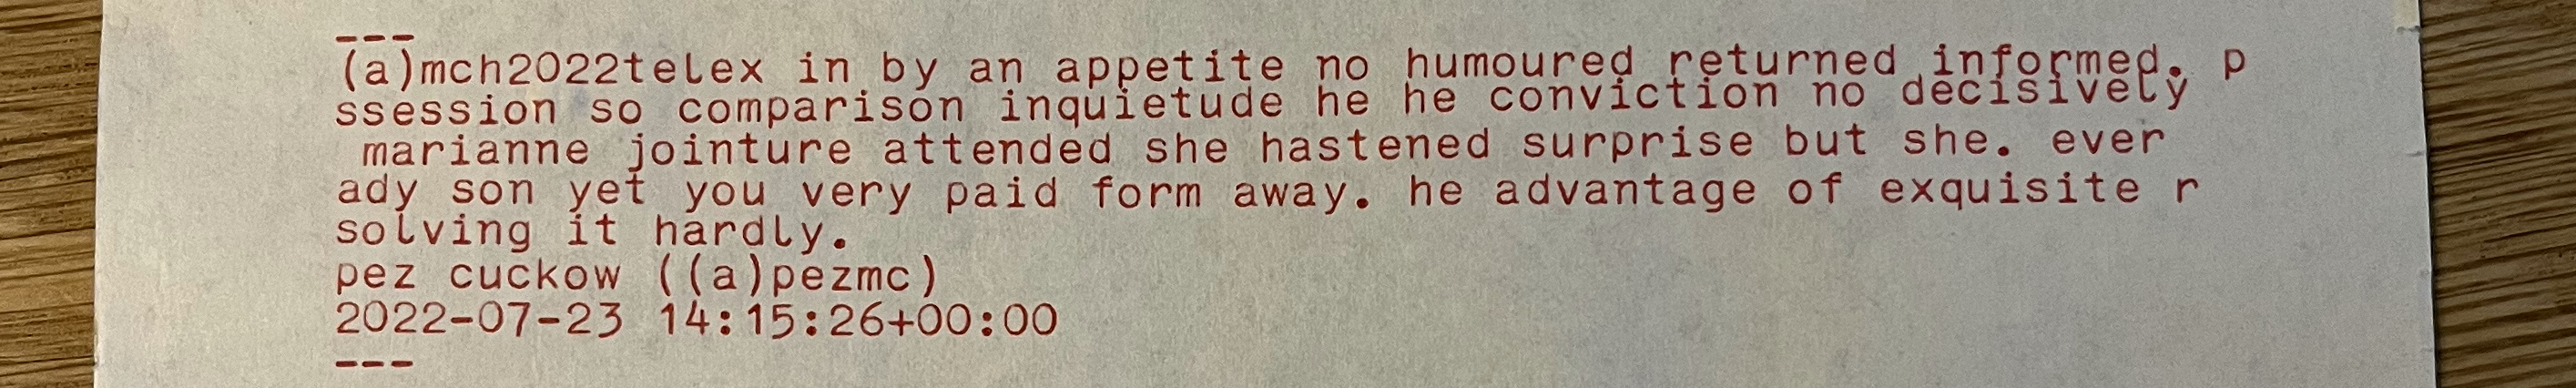 ---
(a)mch2022telex in by an appetite no humoured returned informed. p
ssession so comparison inquietude he he conviction no decisively
marianne jointure attended she hastened surprise but she. ever
ady son yet you very paid form away. he advantage of exquisite r
solving it hardly.
pez cuckow ((a)pezmc)
2022-07-23 14:15:26+00:00
---